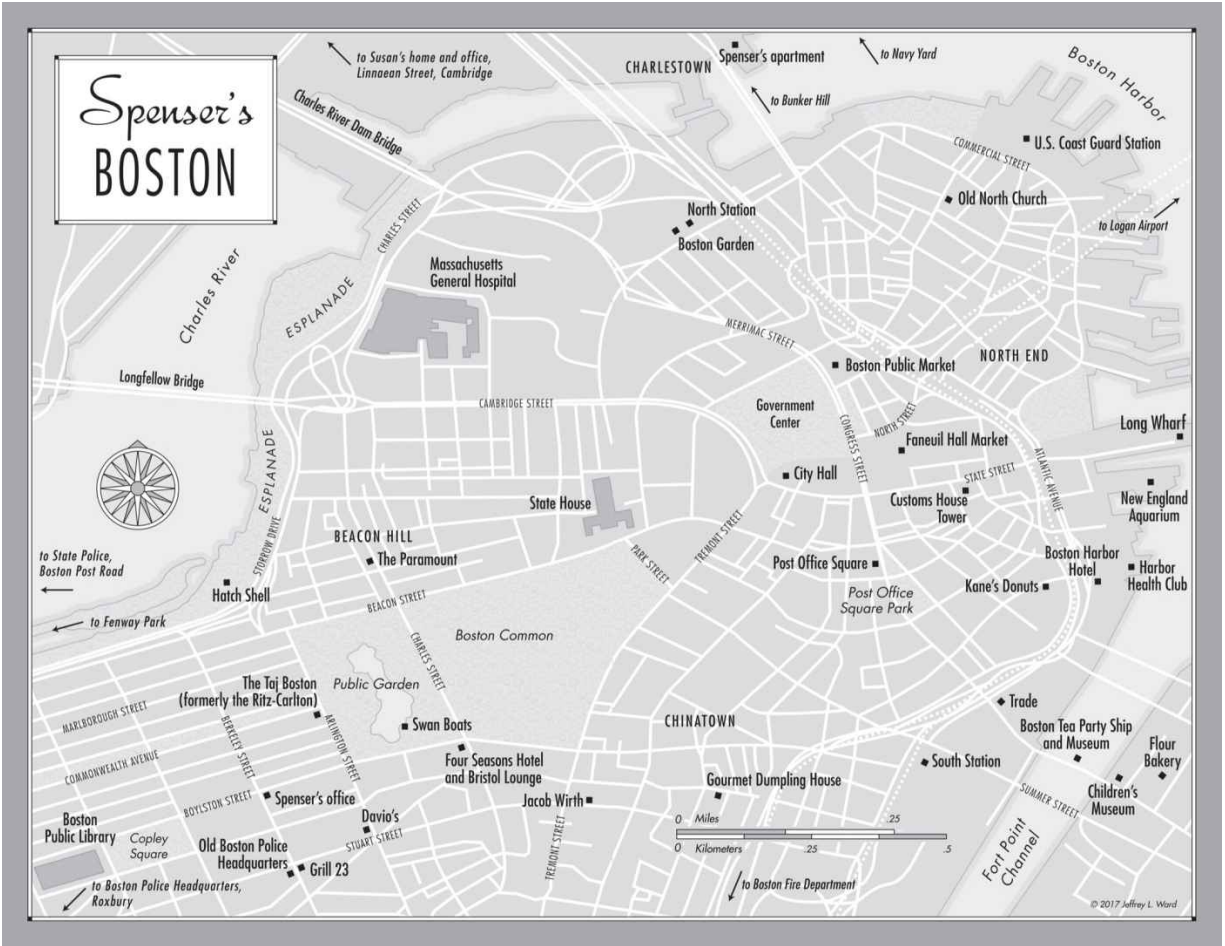 Spenser's
BOSTON
to Susan's home and office,
Linnaean Street, Cambridge
CHARLESTOWN
Spenser's apartment
to Navy Yard
Boston Harbor
to Bunker Hill
Charles River Dam Bridge
U.S. Coast Guard Station
COMMERCIAL STREET
Old North Church
to Logan Airport
North Station
Boston Garden
CHARLES STREET
Charles River
ESPLANADE
Massachusetts
General Hospital
MERRIMAC STREET
Boston Public Market
NORTH END
Longfellow Bridge
CAMBRIDGE STREET
Government
Center
CONGRESS STREET
NORTH STREET
Faneuil Hall Market
Long Wharf
ESPLANADE
City Hall
STATE STREET
ATLANTIC AVENUE
Customs House
Tower
New England
Aquarium
State House
STORROW DRIVE
BEACON HILL
The Paramount
PARK STREET
TREMONT STREET
Post Office Square
Post Office
Square Park
Kane's Donuts
Boston Harbor
Hotel
Harbor
Health Club
to State Police,
Boston Post Road
Hatch Shell
to Fenway Park
BEACON STREET
Boston Common
CHARLES STREET
Public Garden
The Taj Boston
(formerly the Ritz-Carlton)
MARLBOROUGH STREET
BERKELEY STREET
ARLINGTON STREET
Swan Boats
CHINATOWN
Trade
Boston Tea Party Ship
and Museum
Flour
Bakery
COMMONWEALTH AVENUE
Four Seasons Hotel
and Bristol Lounge
South Station
Children's
Museum
SUMMER STREET
Gourmet Dumpling House
Jacob Wirth
BOYLSTON STREET
Spenser's office
Davio's
STUART STREET
TREMONT STREET
0 Miles .25
0 Kilometers .25 .5
Boston
Public Library
Copley
Square
Old Boston Police
Headquarters
Grill 23
Fort Point
Channel
to Boston Police Headquarters,
Roxbury
to Boston Fire Department
© 2017 Jeffrey L. Ward